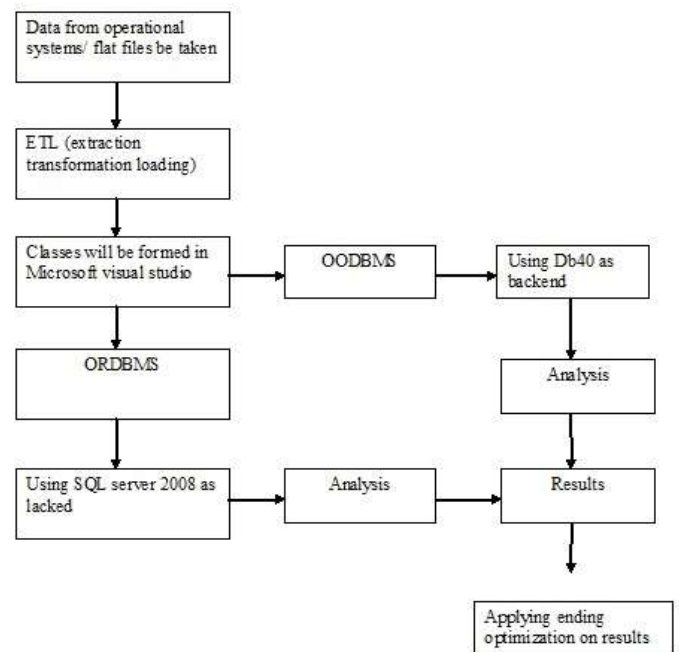 Data from operational
systems/ flat files be taken
ETL (extraction
transformation loading)
Classes will be formed in
Microsoft visual studio
OODBMS
Using Db40 as
backend
ORDBMS
Analysis
Using SQL server 2008 as
lacked
Analysis
Results
Applying ending
optimization on results